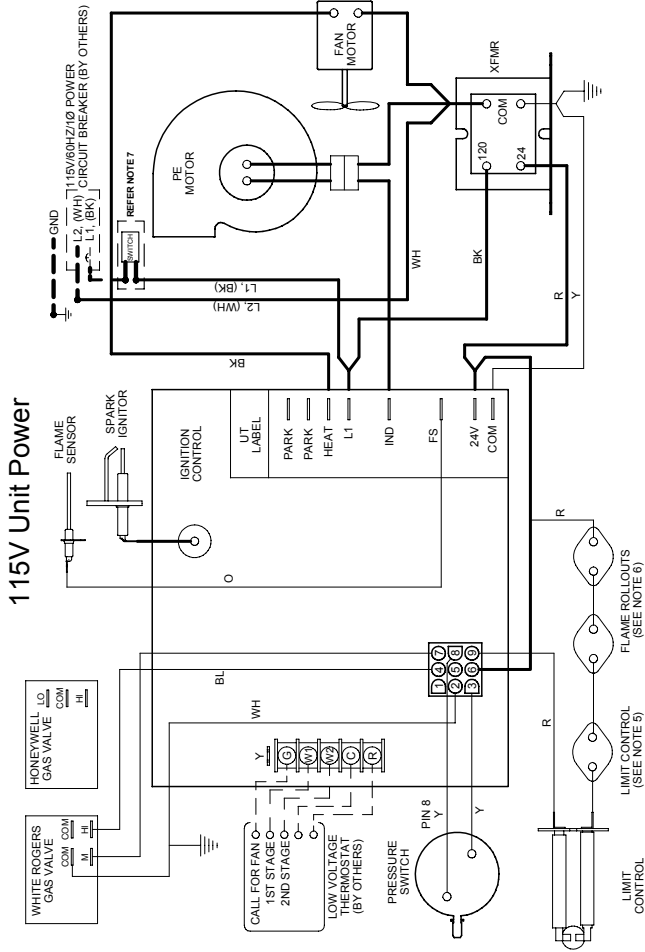 115V Unit Power
GND
115V/60HZ/1Ø POWER
CIRCUIT BREAKER (BY OTHERS)
L2, (WH)
L1, (BK)
REFER NOTE 7
SWITCH
L1, (BK)
L2, (WH)
BK
PE
MOTOR
FAN
MOTOR
WH
BK
XFMR
COM
120
24
R
Y
FLAME
SENSOR
SPARK
IGNITOR
IGNITION
CONTROL
UT
LABEL
PARK
PARK
HEAT
L1
IND
FS
24V
COM
O
HONEYWELL
GAS VALVE
LO
COM
HI
WHITE ROGERS
GAS VALVE
COM
M
COM
HI
BL
WH
Y
G
W1
W2
C
R
CALL FOR FAN
1ST STAGE
2ND STAGE
LOW VOLTAGE
THERMOSTAT
(BY OTHERS)
1 4 7
2 5 8
3 6 9
PIN 8
Y
Y
PRESSURE
SWITCH
R
R
LIMIT
CONTROL
LIMIT CONTROL
(SEE NOTE 5)
FLAME ROLLOUTS
(SEE NOTE 6)